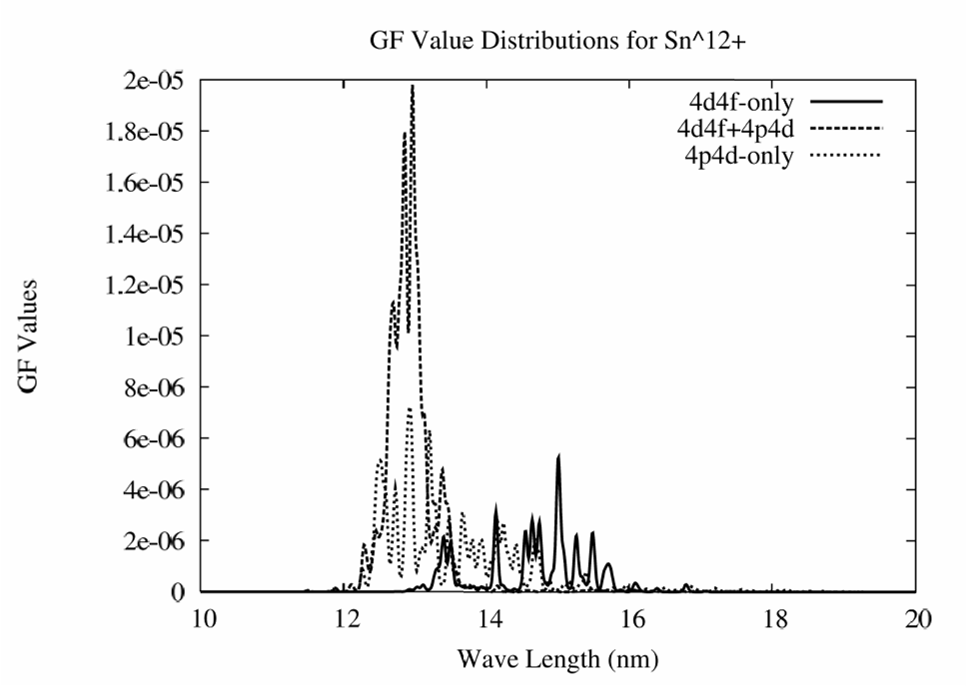 GF Value Distributions for Sn^12+
2e-05
1.8e-05
1.6e-05
1.4e-05
1.2e-05
1e-05
8e-06
6e-06
4e-06
2e-06
0
GF Values
4d4f-only
4d4f+4p4d
4p4d-only
10 12 14 16 18 20
Wave Length (nm)